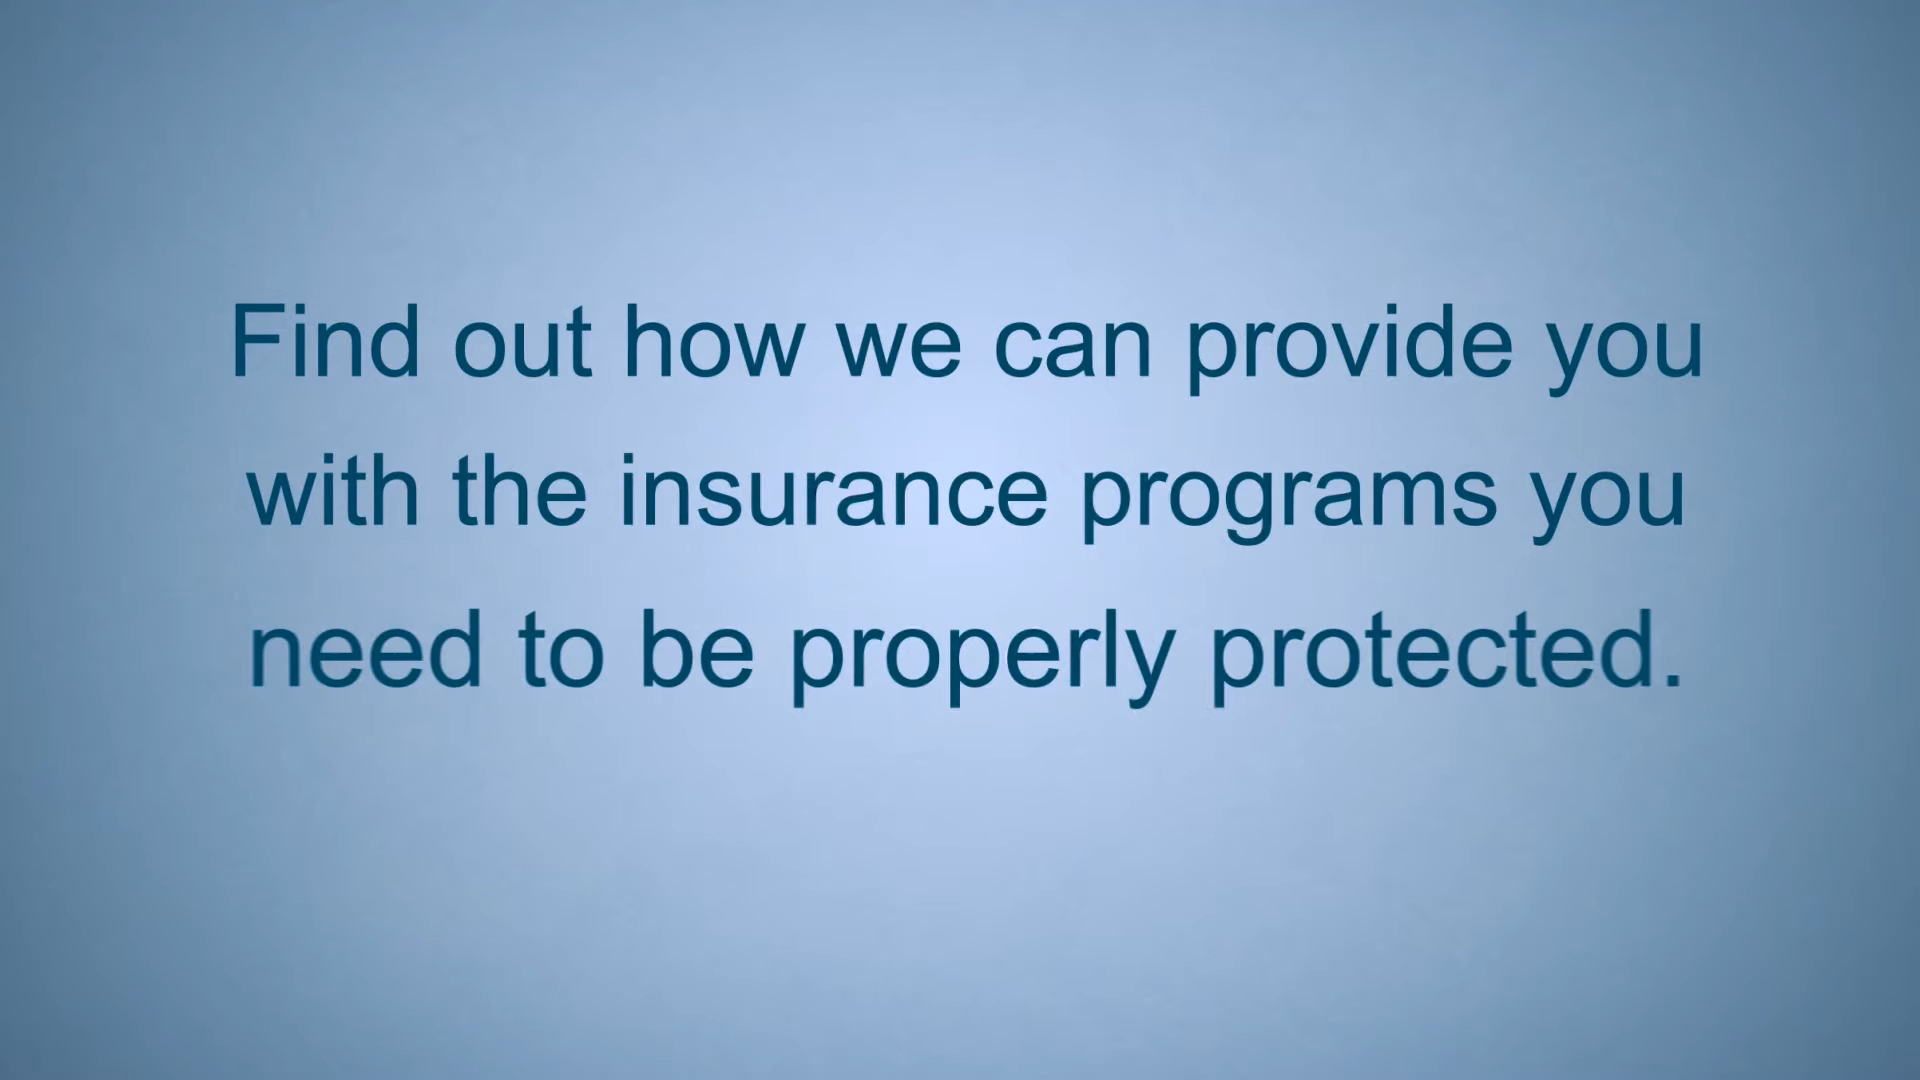 Find out how we can provide you
with the insurance programs you
need to be properly protected.